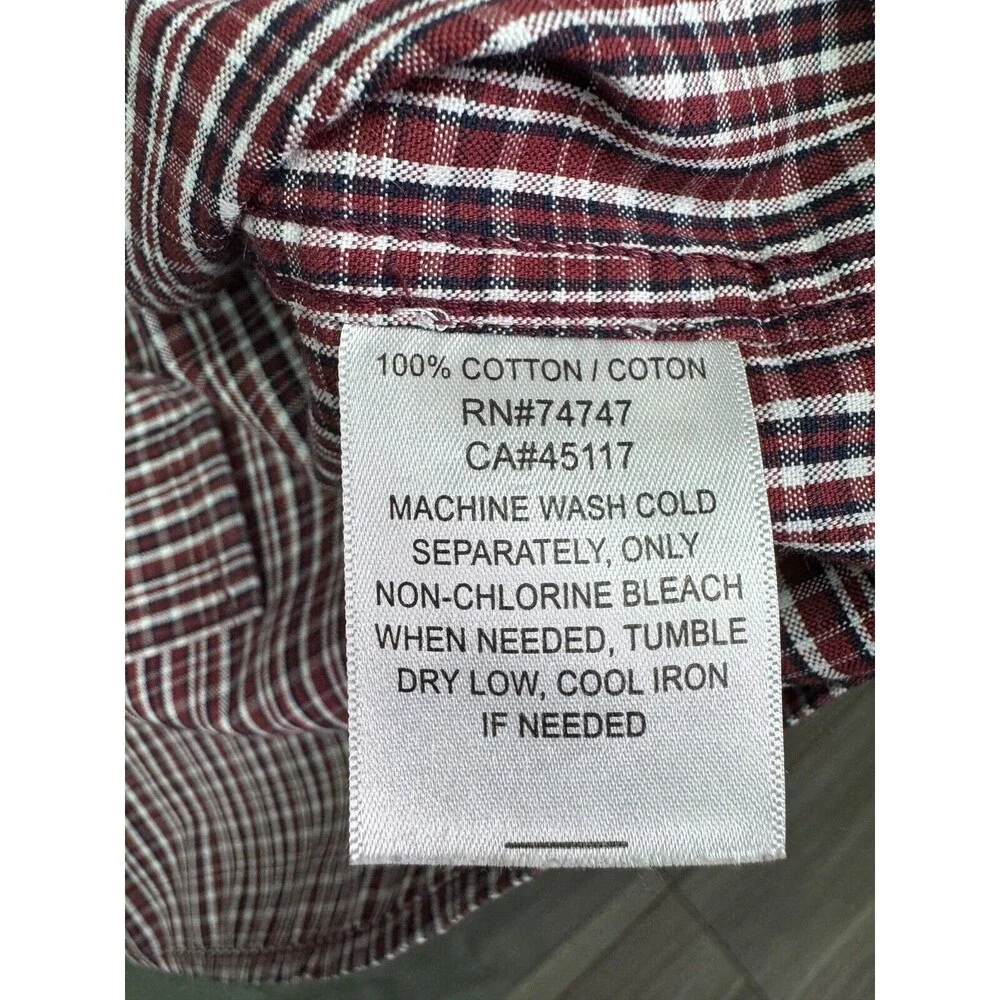 100% COTTON / COTON
RN#74747
CA#45117
MACHINE WASH COLD
SEPARATELY, ONLY
NON-CHLORINE BLEACH
WHEN NEEDED, TUMBLE
DRY LOW, COOL IRON
IF NEEDED